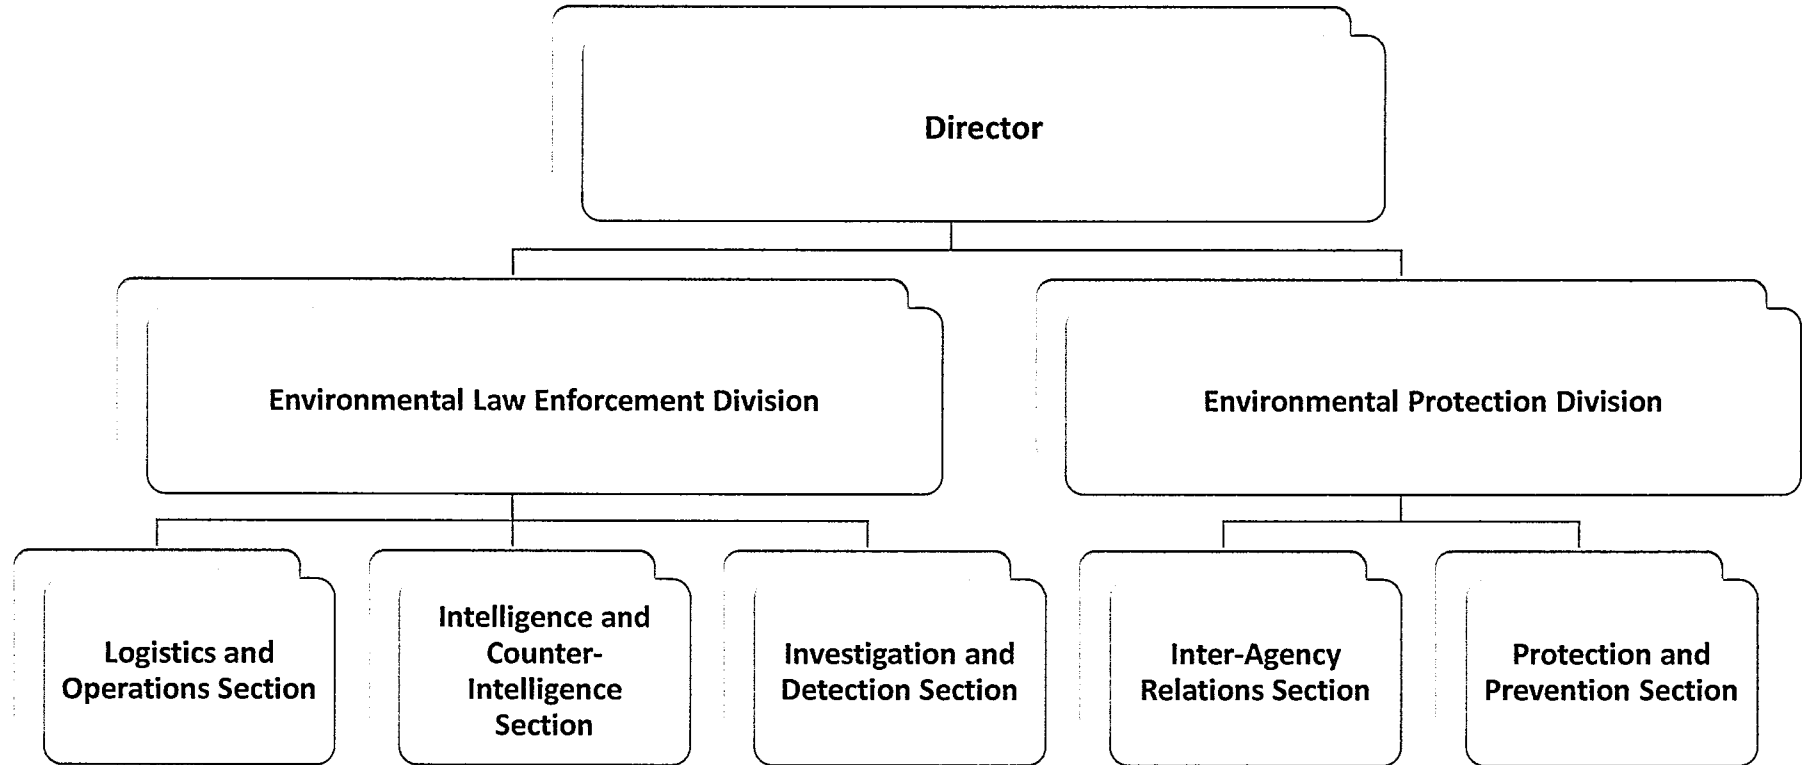 Director
Environmental Law Enforcement Division
Environmental Protection Division
Logistics and
Operations Section
Intelligence and
Counter-
Intelligence
Section
Investigation and
Detection Section
Inter-Agency
Relations Section
Protection and
Prevention Section